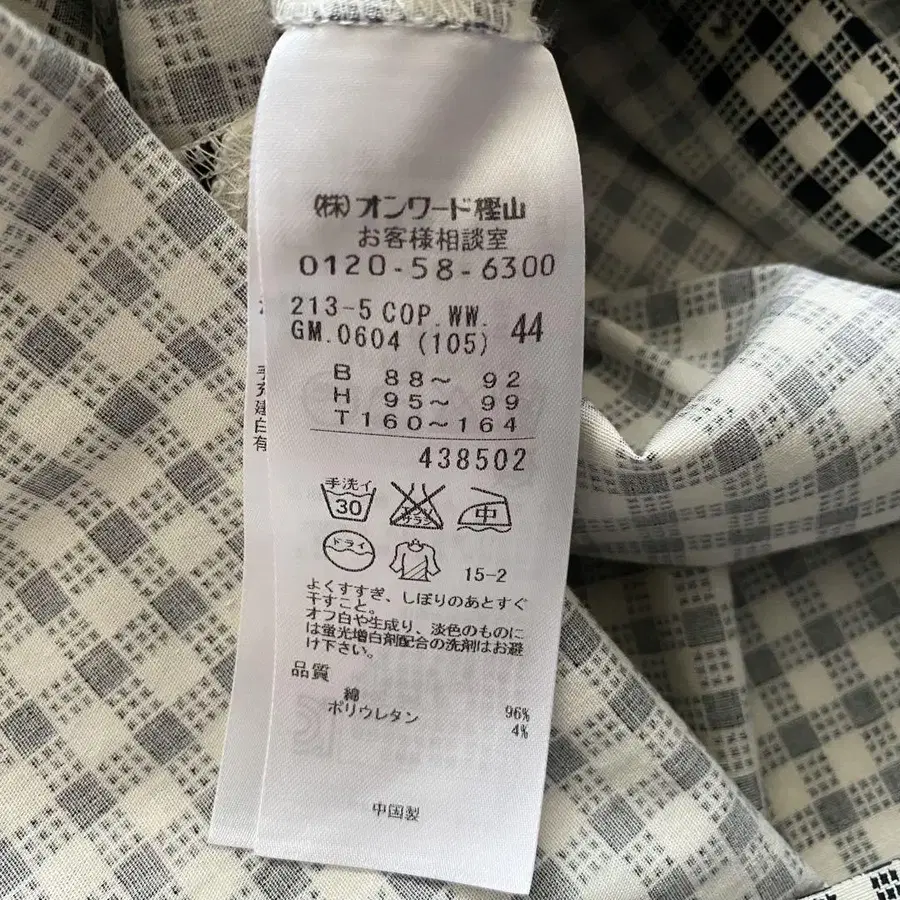 (株)オンワード樫山
お客様相談室
0120-58-6300
213-5 COP.WW.
GM.0604 (105) 44
B 88～ 92
H 95～ 99
T 160～164
438502
手洗イ
30
サラシ
中
ドライ
15-2
よくすすぎ、しぼりのあとすぐ
干すこと。
オフ白や生成り、淡色のものに
は蛍光増白剤配合の洗剤はお避
け下さい。
品質
綿 96%
ポリウレタン 4%
中国製